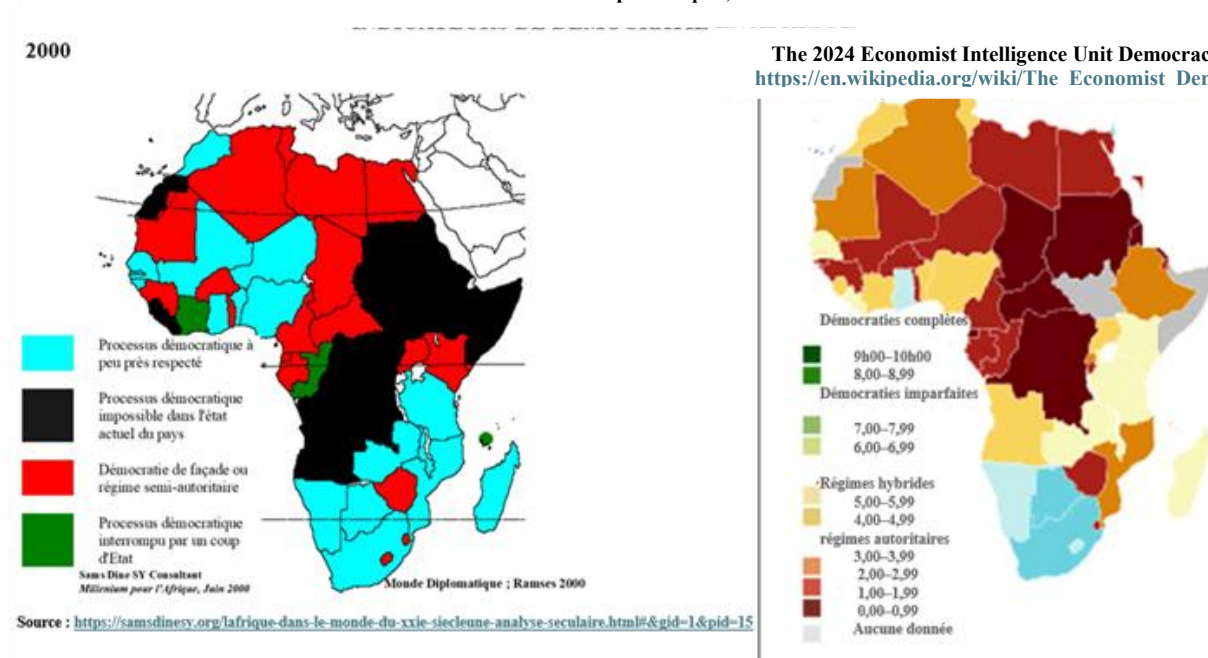 2000
Processus démocratique à
peu près respecté
Processus démocratique
impossible dans l'état
actuel du pays
Démocratie de façade ou
régime semi-autoritaire
Processus démocratique
interrompu par un coup
d'Etat
Sams Dine SY Consultant
Millenium pour l'Afrique, Juin 2000
Monde Diplomatique ; Ramses 2000
Source : https://samsdinesy.org/lafrique-dans-le-monde-du-xxie-siecleune-analyse-seculaire.html#&gid=1&pid=15
The 2024 Economist Intelligence Unit Democrac
https://en.wikipedia.org/wiki/The_Economist_Der
Démocraties complètes
9h00–10h00
8,00–8,99
Démocraties imparfaites
7,00–7,99
6,00–6,99
Régimes hybrides
5,00–5,99
4,00–4,99
régimes autoritaires
3,00–3,99
2,00–2,99
1,00–1,99
0,00–0,99
Aucune donnée